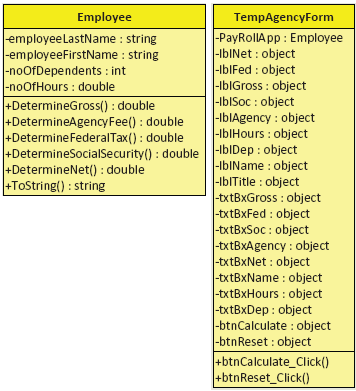 Employee
-employeeLastName : string
-employeeFirstName : string
-noOfDependents : int
-noOfHours : double
+DetermineGross() : double
+DetermineAgencyFee() : double
+DetermineFederalTax() : double
+DetermineSocialSecurity() : double
+DetermineNet() : double
+ToString() : string
TempAgencyForm
-PayRollApp : Employee
-lblNet : object
-lblFed : object
-lblGross : object
-lblSoc : object
-lblAgency : object
-lblHours : object
-lblDep : object
-lblName : object
-lblTitle : object
-txtBxGross : object
-txtBxFed : object
-txtBxSoc : object
-txtBxAgency : object
-txtBxNet : object
-txtBxName : object
-txtBxHours : object
-txtBxDep : object
-btnCalculate : object
-btnReset : object
+btnCalculate_Click()
+btnReset_Click()